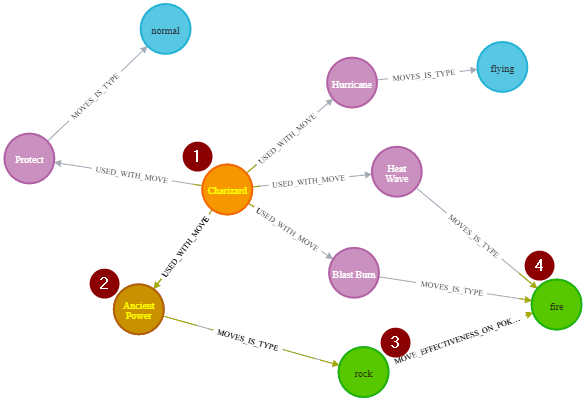 normal
flying
Hurricane
MOVES_IS_TYPE
MOVES_IS_TYPE
USED_WITH_MOVE
1
Protect
USED_WITH_MOVE
Charizard
USED_WITH_MOVE
Heat
Wave
USED_WITH_MOVE
USED_WITH_MOVE
MOVES_IS_TYPE
4
2
Blast Burn
MOVES_IS_TYPE
Ancient
Power
fire
MOVES_IS_TYPE
3
MOVE_EFFECTIVENESS_ON_POK...
rock